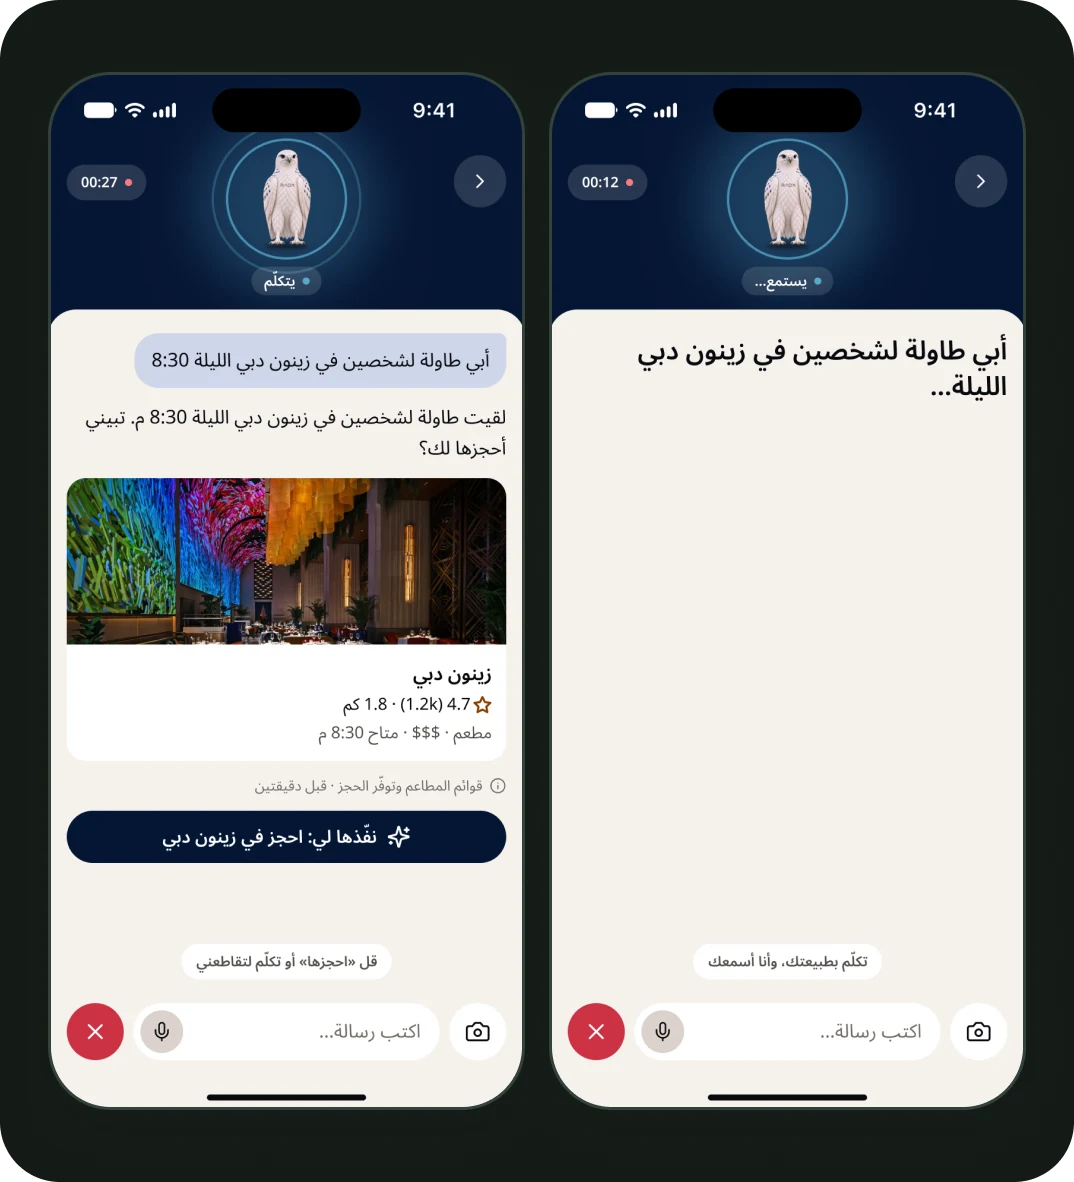 9:41
00:12
يستمع...
أبي طاولة لشخصين في زينون دبي
الليلة...
تكلّم بطبيعتك، وأنا أسمعك
اكتب رسالة...
9:41
00:27
يتكلّم
أبي طاولة لشخصين في زينون دبي الليلة 8:30
لقيت طاولة لشخصين في زينون دبي الليلة 8:30 م. تبيني
أحجزها لك؟
زينون دبي
4.7 (1.2k) · 1.8 كم
مطعم · $$$ · متاح 8:30 م
قوائم المطاعم وتوفّر الحجز · قبل دقيقتين
نفّذها لي: احجز في زينون دبي
قل «احجزها» أو تكلّم لتقاطعني
اكتب رسالة...